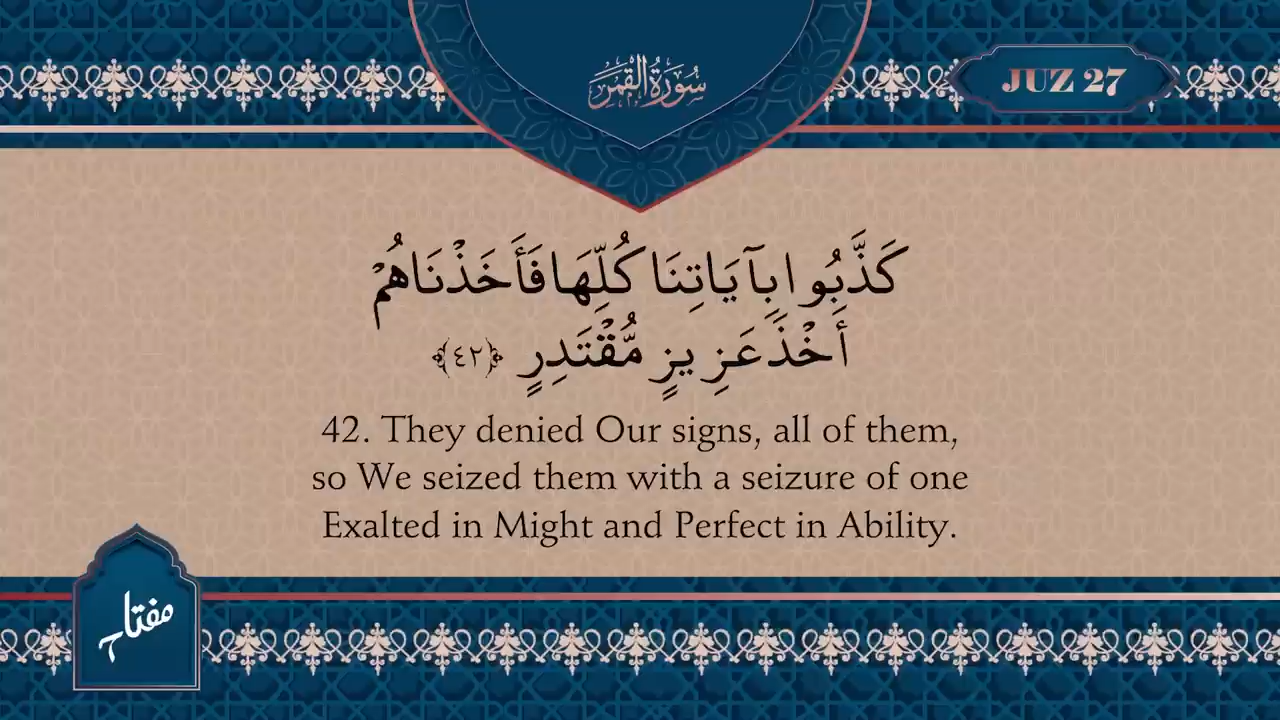 سُورَةُ القَمَر
JUZ 27
كَذَّبُوا بِآيَاتِنَا كُلِّهَا فَأَخَذْنَاهُمْ
أَخْذَ عَزِيزٍ مُّقْتَدِرٍ ﴿٤٢﴾
42. They denied Our signs, all of them,
so We seized them with a seizure of one
Exalted in Might and Perfect in Ability.
مفتاح